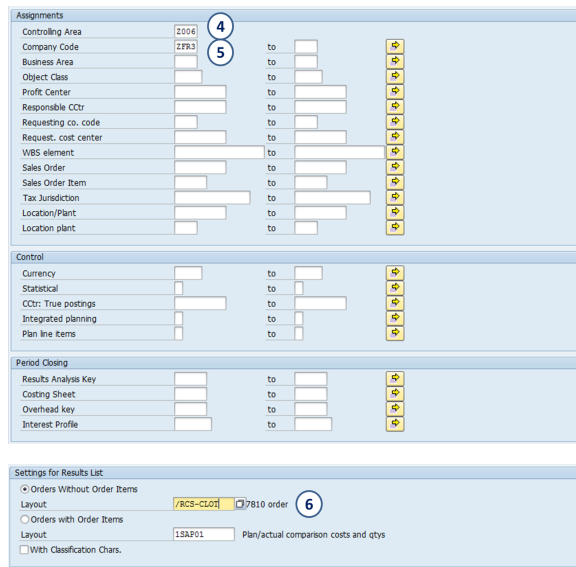 Assignments
Controlling Area Z006 4
Company Code ZFR3 5 to
Business Area to
Object Class to
Profit Center to
Responsible CCtr to
Requesting co. code to
Request. cost center to
WBS element to
Sales Order to
Sales Order Item to
Tax Jurisdiction to
Location/Plant to
Location plant to
Control
Currency to
Statistical to
CCtr: True postings to
Integrated planning to
Plan line items to
Period Closing
Results Analysis Key to
Costing Sheet to
Overhead key to
Interest Profile to
Settings for Results List
Orders Without Order Items
Layout /RCS-CLOT 7810 order 6
Orders with Order Items
Layout 1SAP01 Plan/actual comparison costs and qtys
With Classification Chars.